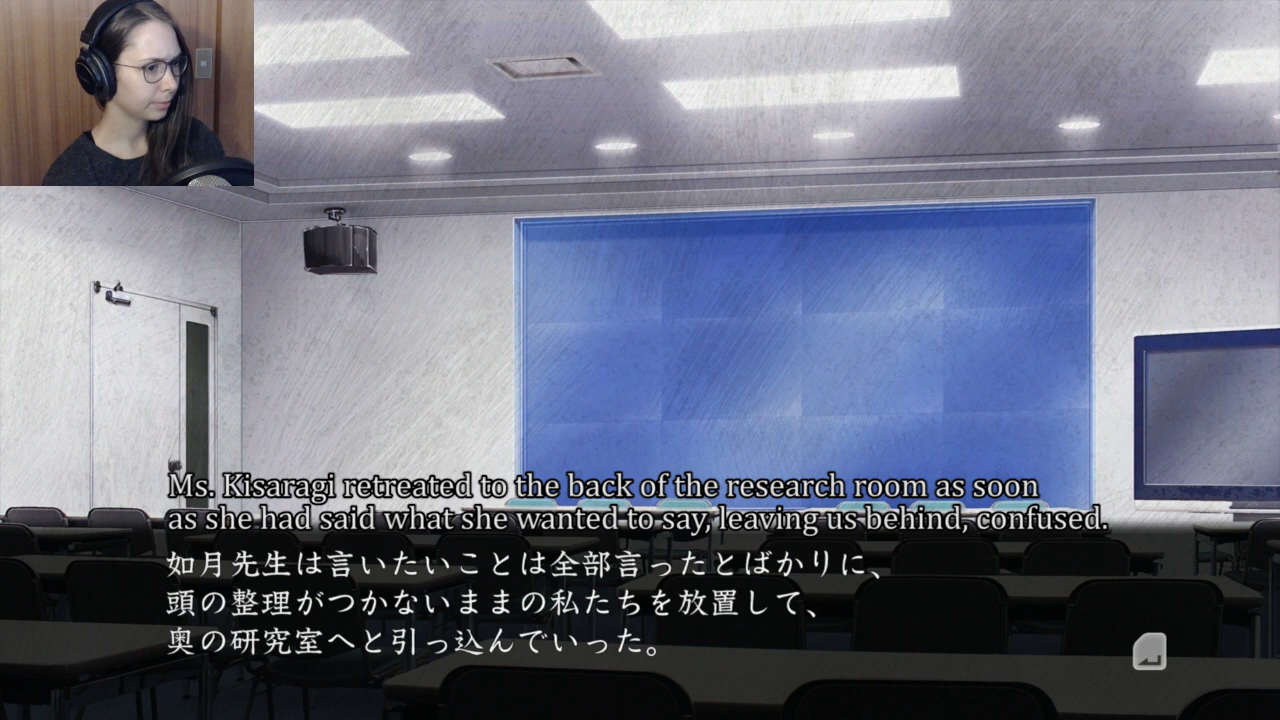 Ms. Kisaragi retreated to the back of the research room as soon
as she had said what she wanted to say, leaving us behind, confused.
如月先生は言いたいことは全部言ったとばかりに、
頭の整理がつかないままの私たちを放置して、
奥の研究室へと引っ込んでいった。